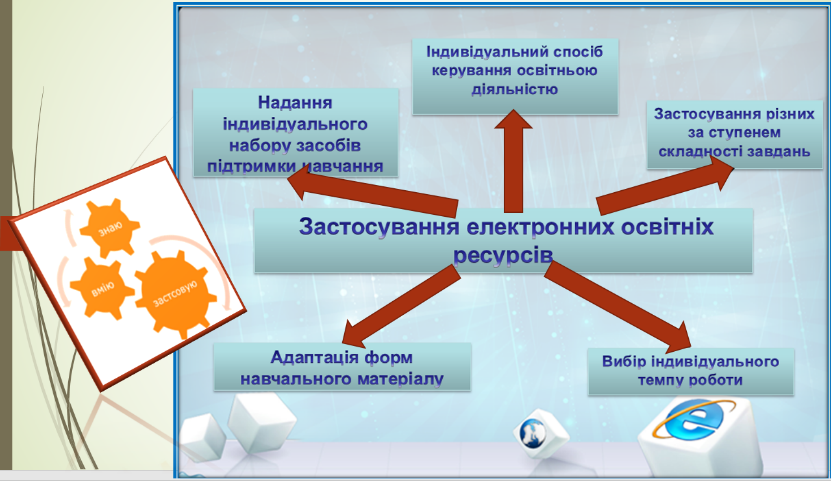 Індивідуальний спосіб
керування освітньою
діяльністю
Надання
індивідуального
набору засобів
підтримки навчання
Застосування різних
за ступенем
складності завдань
Застосування електронних освітніх
ресурсів
знаю
вмію
застсовую
Адаптація форм
навчального матеріалу
Вибір індивідуального
темпу роботи